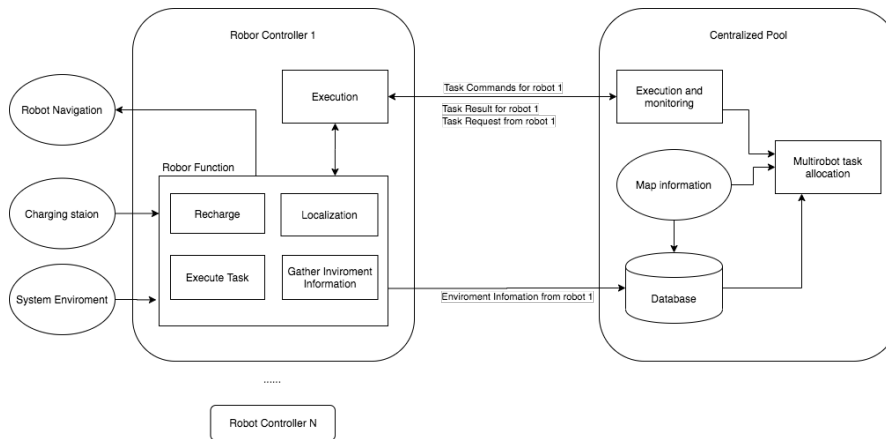 Robor Controller 1
Centralized Pool
Robot Navigation
Execution
Task Commands for robot 1
Task Result for robot 1
Task Request from robot 1
Execution and
monitoring
Multirobot task
allocation
Robor Function
Map information
Charging staion
Recharge
Localization
System Enviroment
Execute Task
Gather Inviroment
Information
Enviroment Infomation from robot 1
Database
......
Robot Controller N